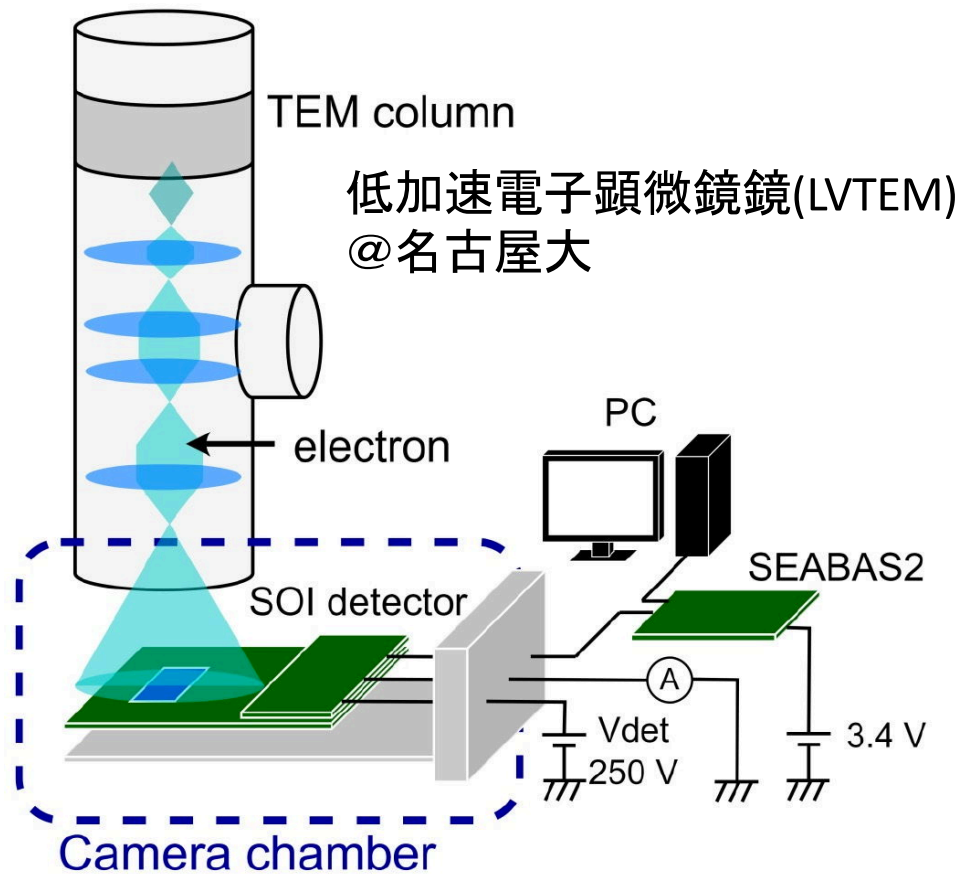 TEM column
低加速電子顕微鏡鏡(LVTEM)
＠名古屋大
electron
PC
SEABAS2
SOI detector
A
Vdet
250 V
3.4 V
Camera chamber